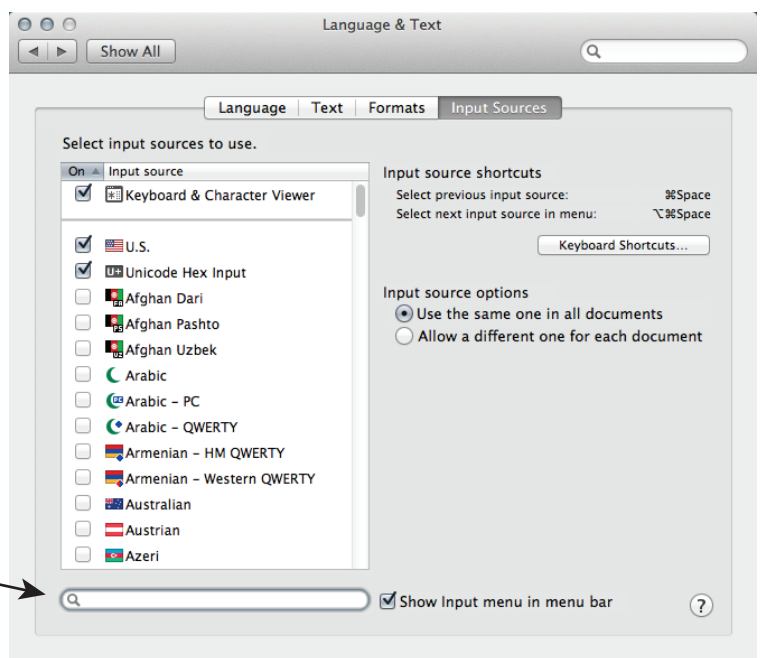 Language & Text
Show All
Language Text Formats Input Sources
Select input sources to use.
On Input source
Keyboard & Character Viewer
U.S.
U+ Unicode Hex Input
FA Afghan Dari
PS Afghan Pashto
UZ Afghan Uzbek
Arabic
PC Arabic – PC
Arabic – QWERTY
Armenian – HM QWERTY
Armenian – Western QWERTY
Australian
Austrian
Azeri
Input source shortcuts
Select previous input source: ⌘Space
Select next input source in menu: ⌥⌘Space
Keyboard Shortcuts...
Input source options
Use the same one in all documents
Allow a different one for each document
Show Input menu in menu bar
?